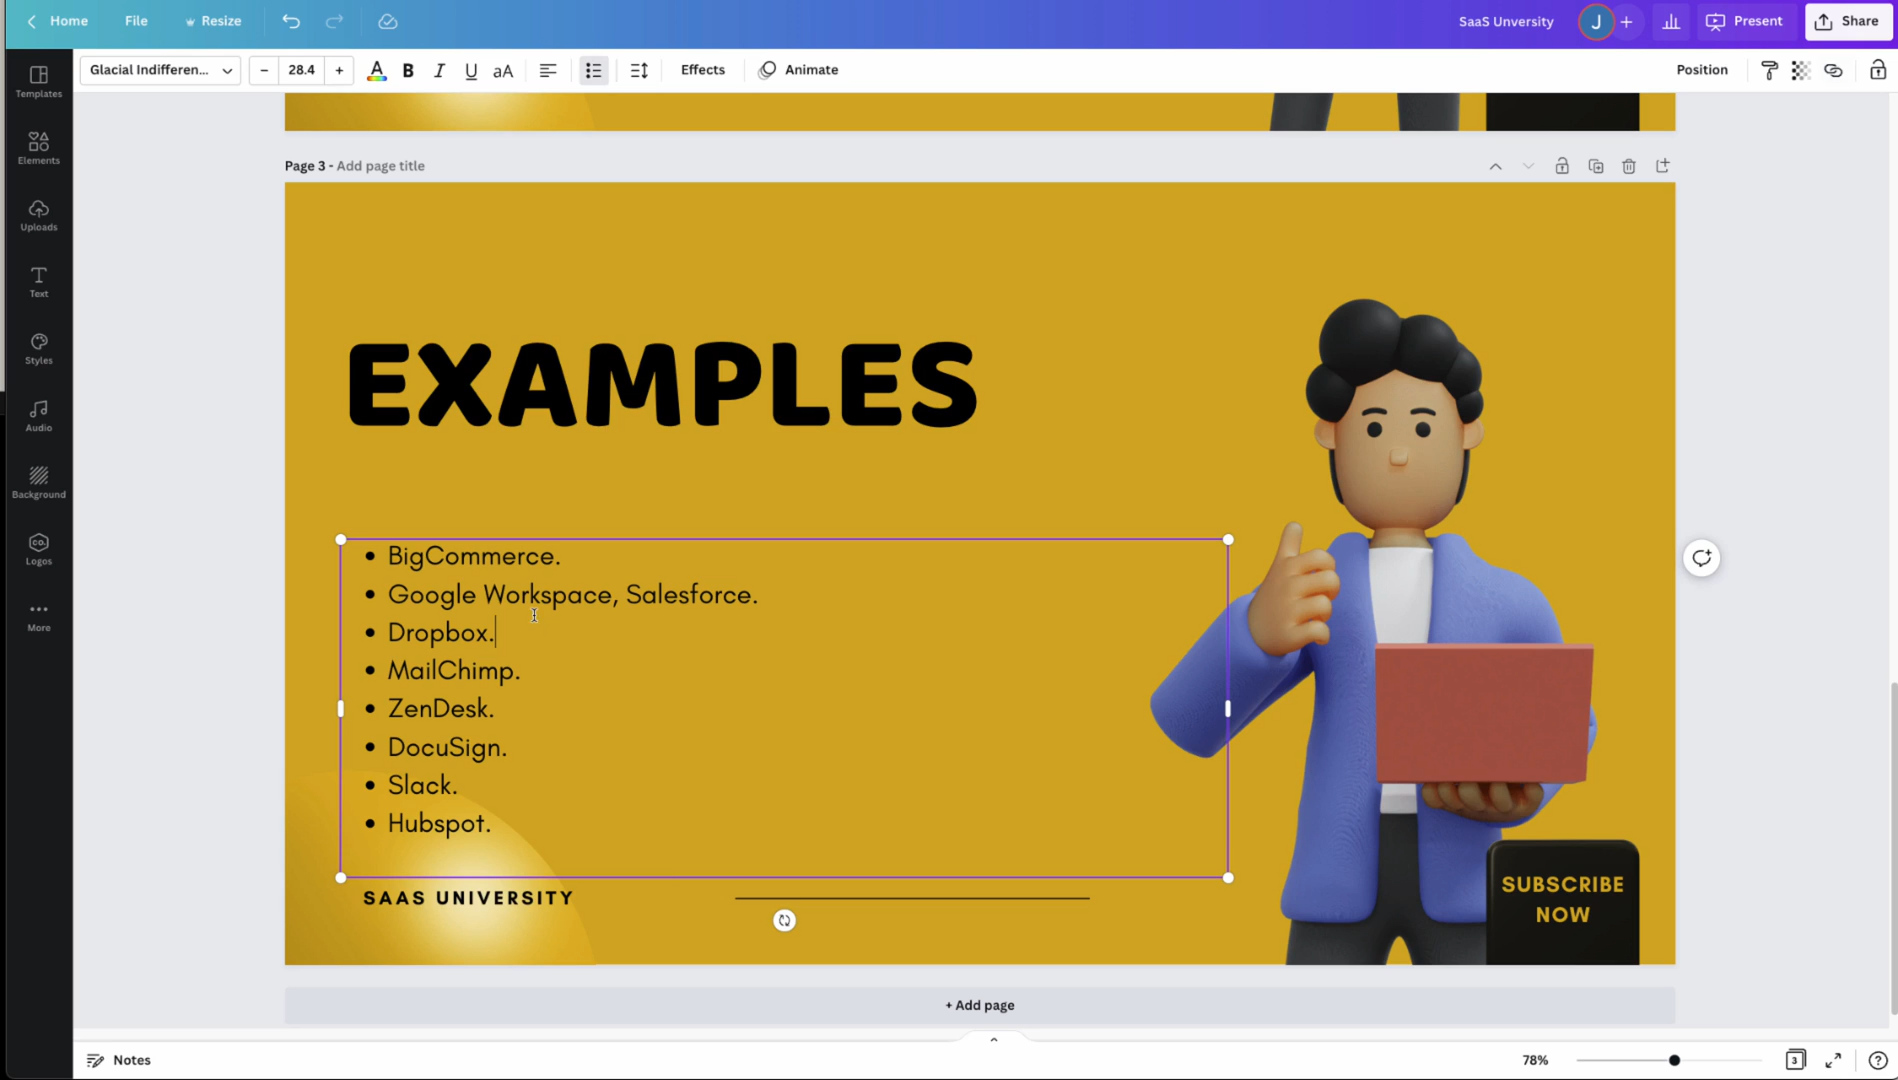 Home File Resize SaaS Unversity J + Present Share
Glacial Indifferen... − 28.4 + A B I U aA Effects Animate Position
Templates
Elements
Uploads
Text
Styles
Audio
Background
CO.
Logos
More
Page 3 - Add page title
EXAMPLES
• BigCommerce.
• Google Workspace, Salesforce.
• Dropbox.
• MailChimp.
• ZenDesk.
• DocuSign.
• Slack.
• Hubspot.
SAAS UNIVERSITY
SUBSCRIBE
NOW
+ Add page
Notes 78% 3 ?